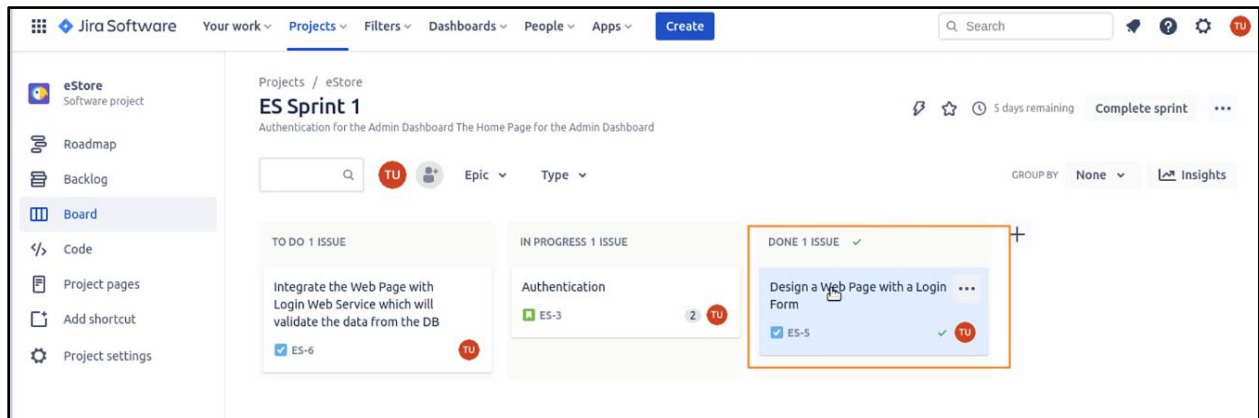 Jira Software Your work Projects Filters Dashboards People Apps Create Search TU
eStore
Software project
Roadmap
Backlog
Board
Code
Project pages
Add shortcut
Project settings
Projects / eStore
ES Sprint 1
Authentication for the Admin Dashboard The Home Page for the Admin Dashboard
5 days remaining Complete sprint
TU Epic Type
GROUP BY None Insights
TO DO 1 ISSUE
Integrate the Web Page with
Login Web Service which will
validate the data from the DB
ES-6 TU
IN PROGRESS 1 ISSUE
Authentication
ES-3 2 TU
DONE 1 ISSUE
Design a Web Page with a Login
Form
ES-5 TU